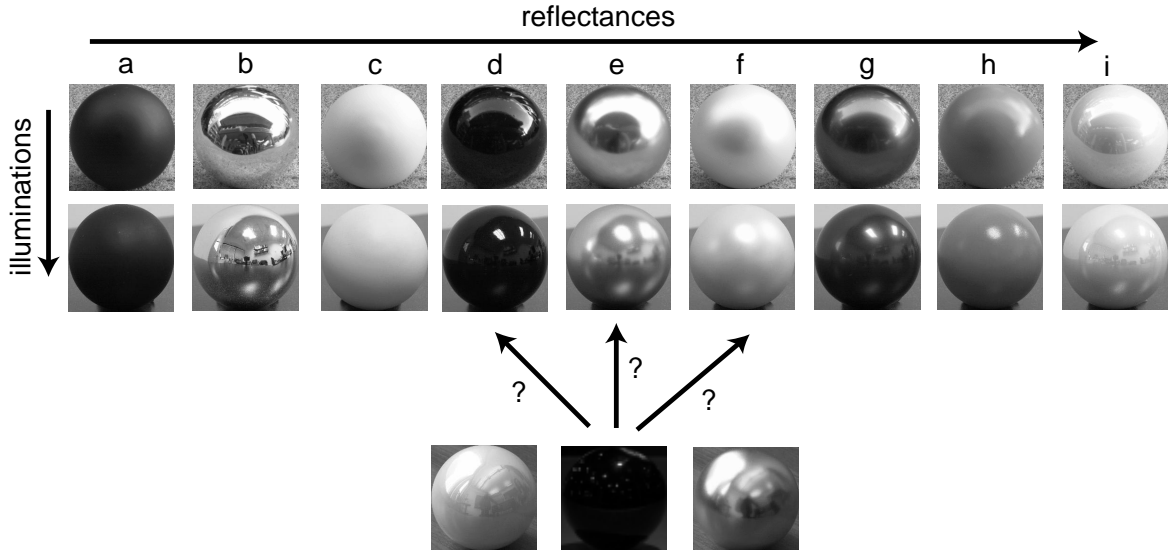 reflectances
a b c d e f g h i
illuminations
? ? ?